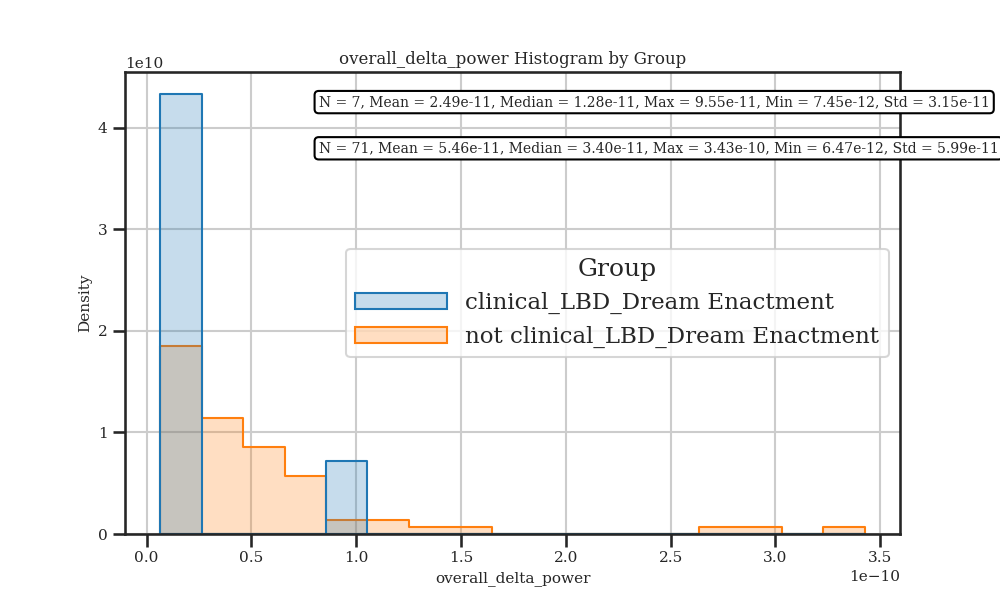 overall_delta_power Histogram by Group
1e10
N = 7, Mean = 2.49e-11, Median = 1.28e-11, Max = 9.55e-11, Min = 7.45e-12, Std = 3.15e-11
N = 71, Mean = 5.46e-11, Median = 3.40e-11, Max = 3.43e-10, Min = 6.47e-12, Std = 5.99e-11
4
3
2
1
0
Density
Group
clinical_LBD_Dream Enactment
not clinical_LBD_Dream Enactment
0.0 0.5 1.0 1.5 2.0 2.5 3.0 3.5
1e−10
overall_delta_power